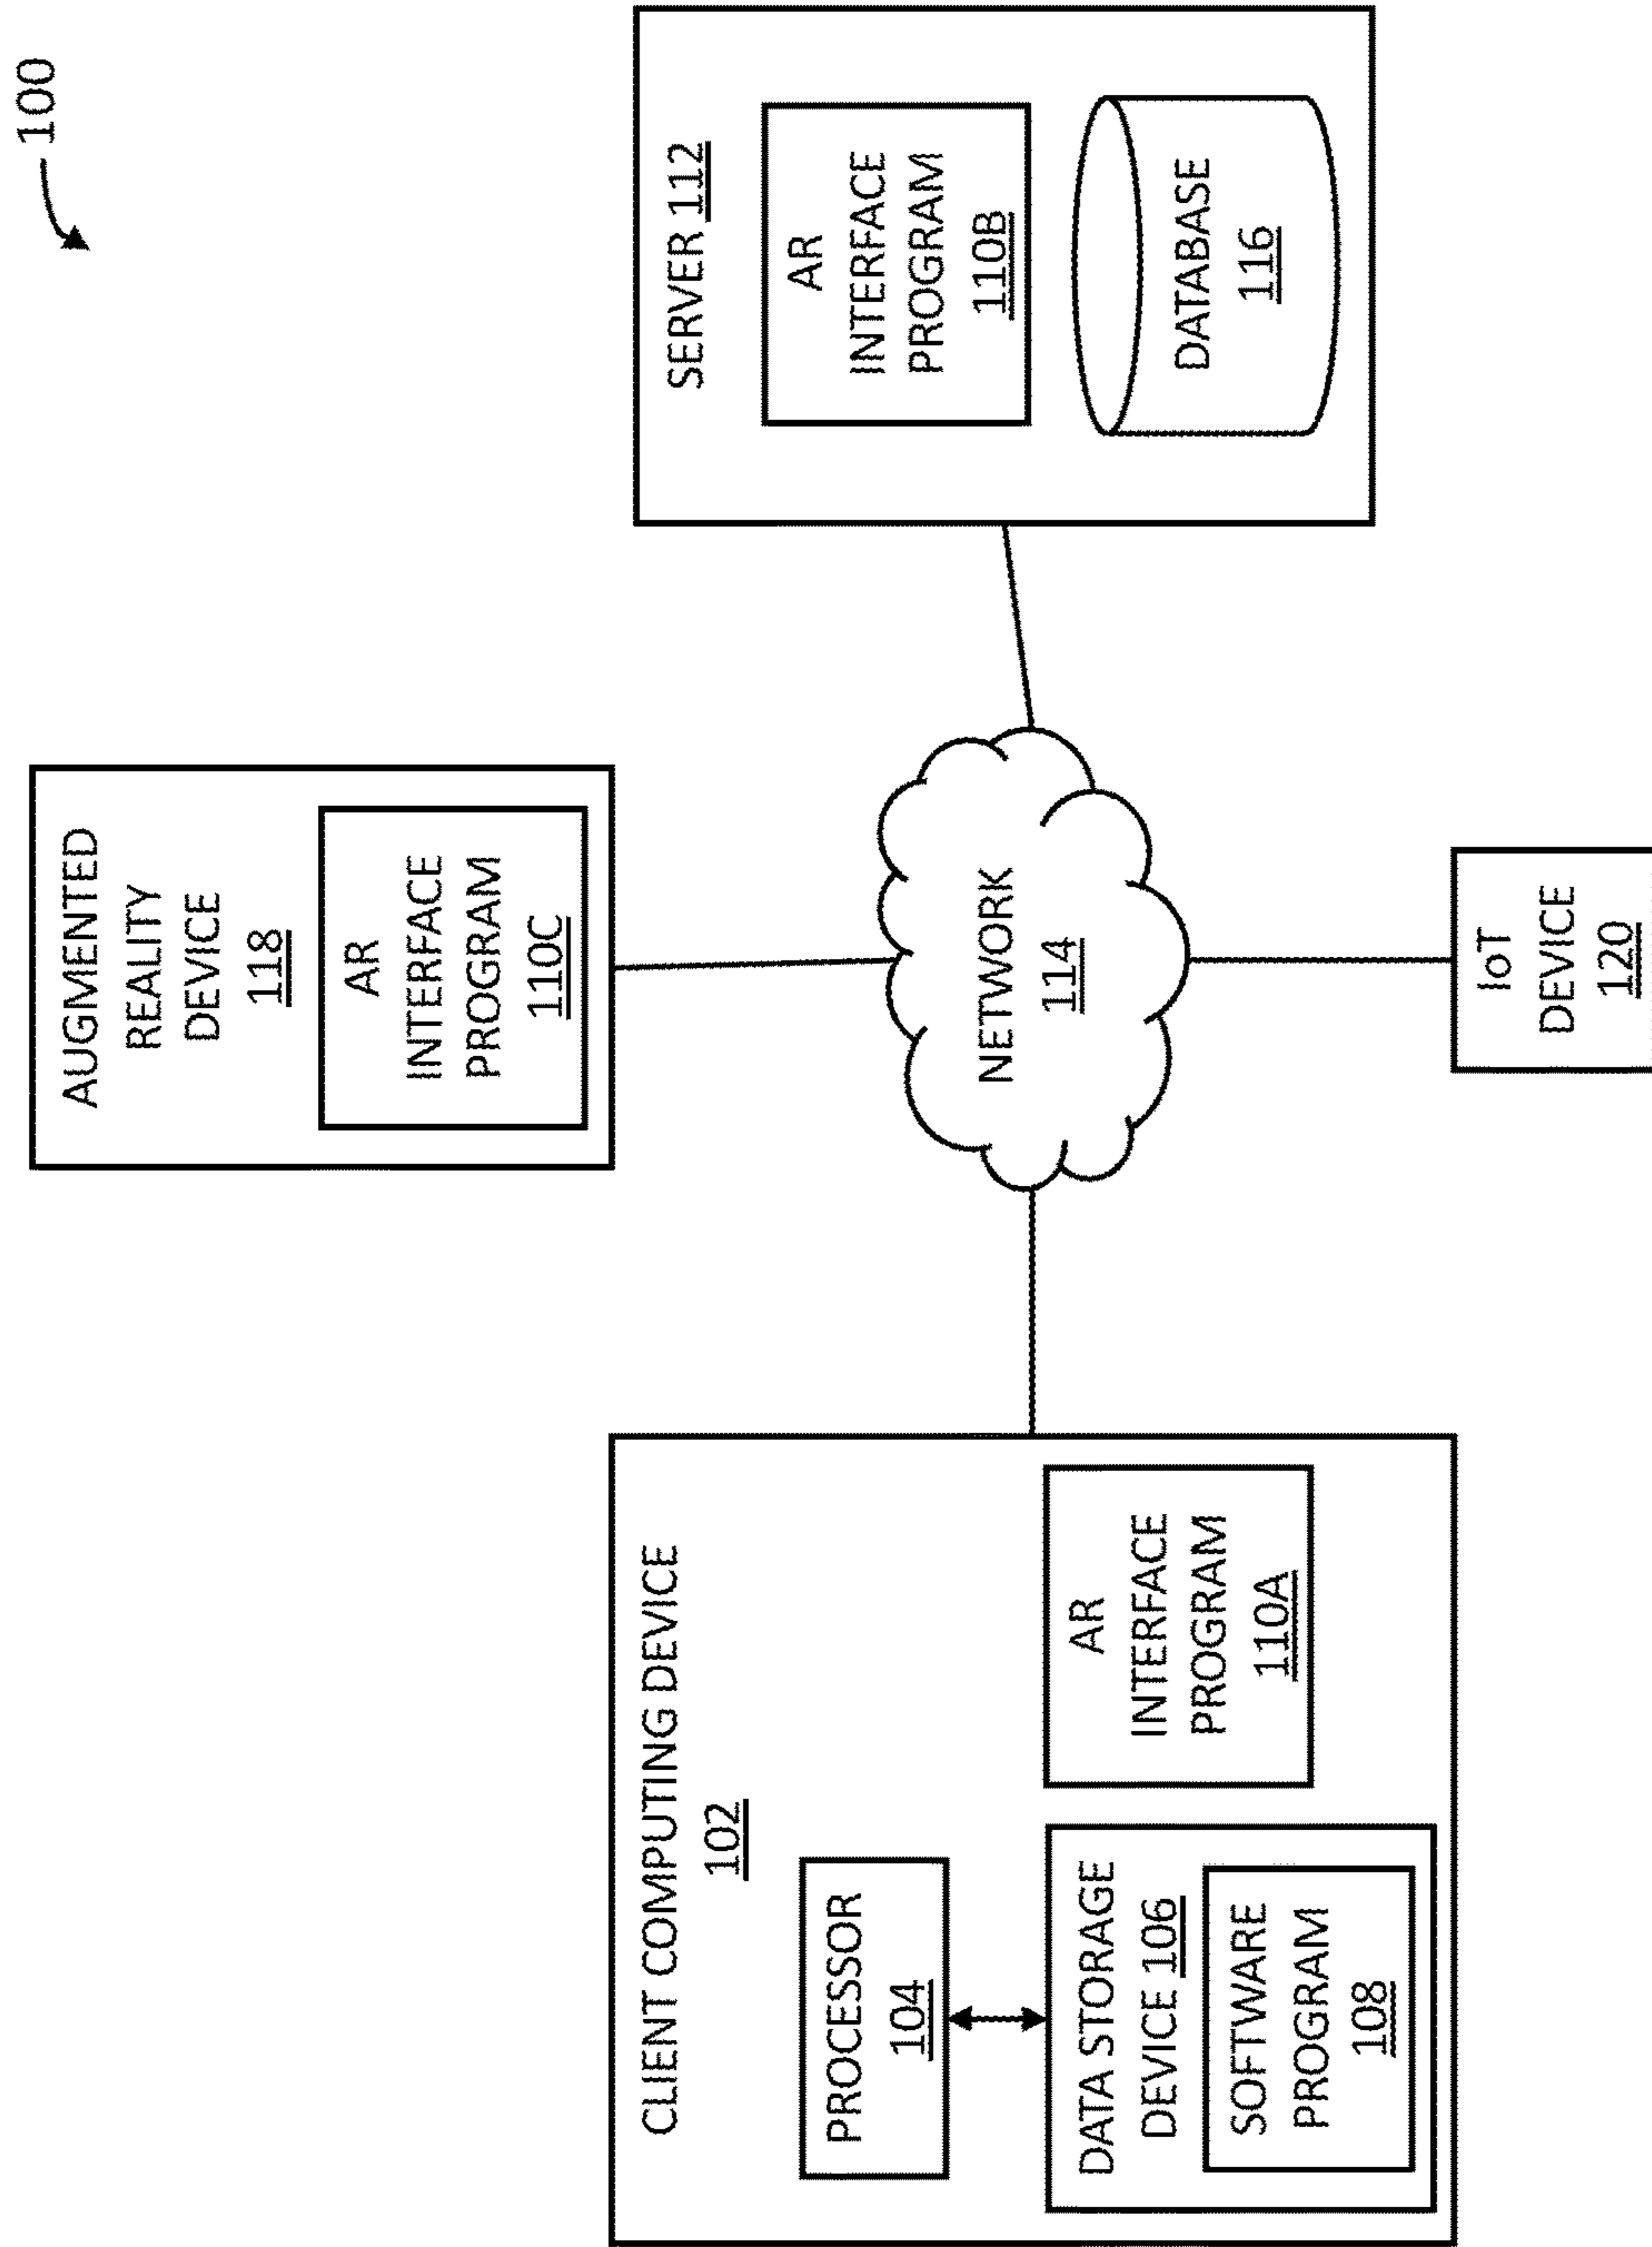 100
AUGMENTED
REALITY
DEVICE
118
AR
INTERFACE
PROGRAM
110C
CLIENT COMPUTING DEVICE
102
PROCESSOR
104
DATA STORAGE
DEVICE 106
SOFTWARE
PROGRAM
108
AR
INTERFACE
PROGRAM
110A
NETWORK
114
SERVER 112
AR
INTERFACE
PROGRAM
110B
DATABASE
116
IoT
DEVICE
120